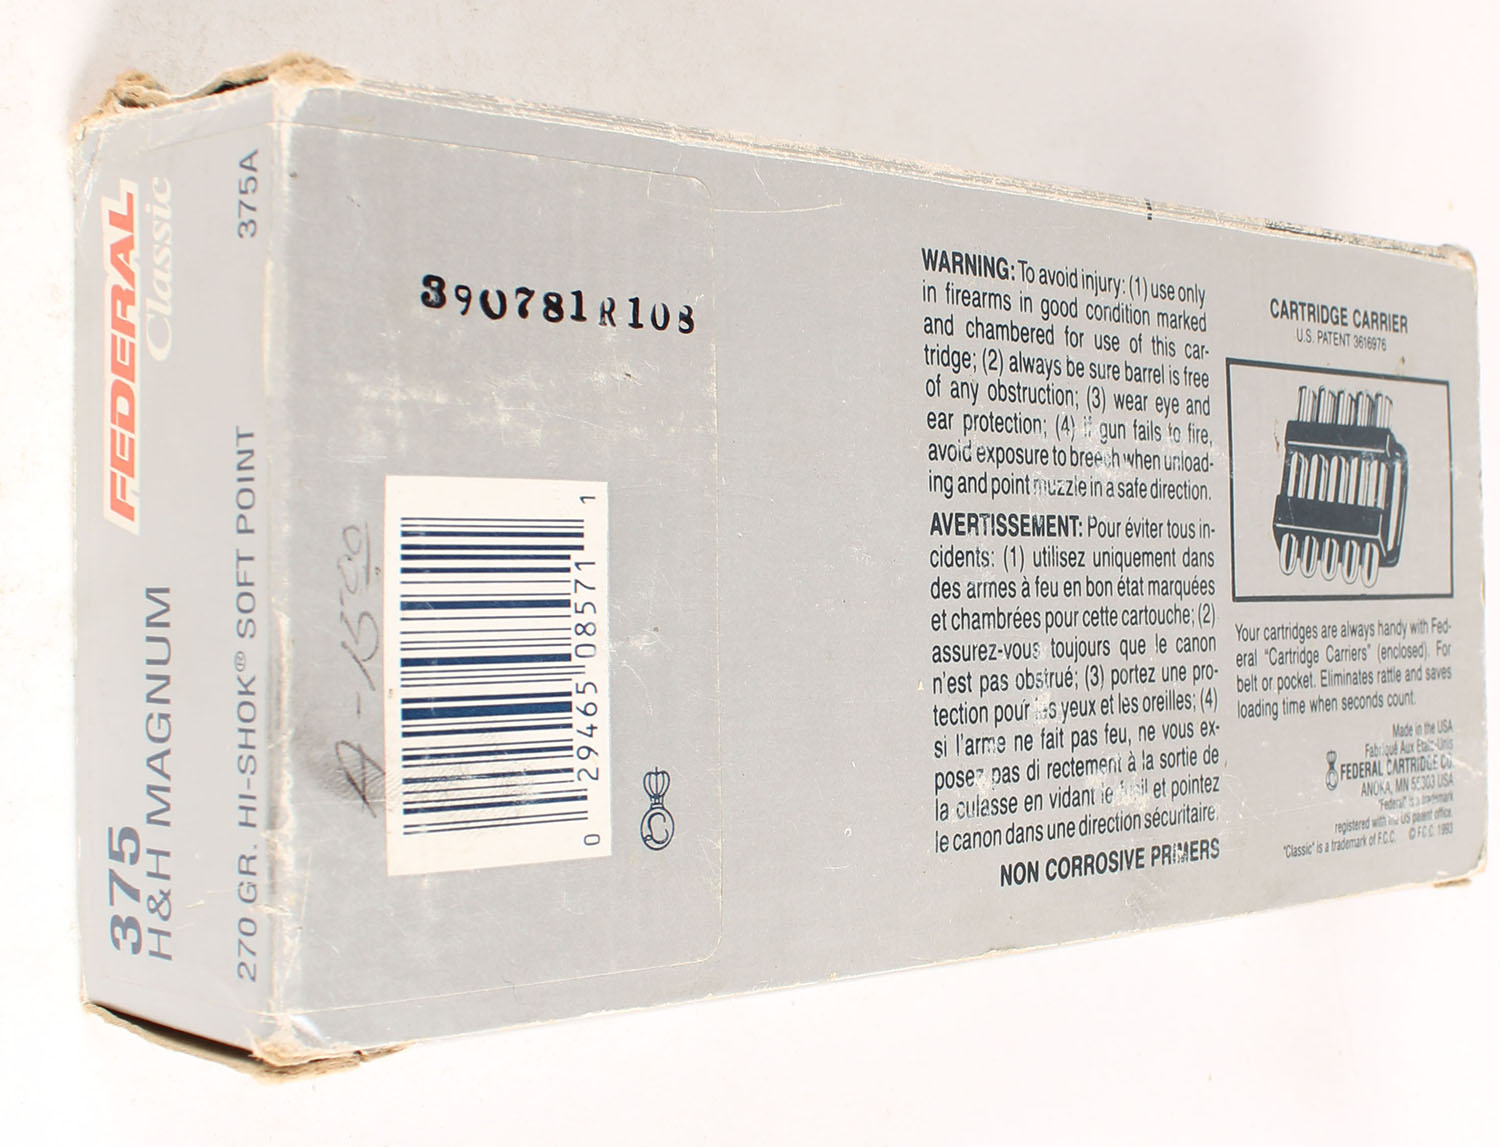 FEDERAL
Classic
375
H&H MAGNUM
270 GR. HI-SHOK® SOFT POINT 375A
390781R108
0 29465 08571 1
WARNING: To avoid injury: (1) use only
in firearms in good condition marked
and chambered for use of this car-
tridge; (2) always be sure barrel is free
of any obstruction; (3) wear eye and
ear protection; (4) if gun fails to fire,
avoid exposure to breech when unload-
ing and point muzzle in a safe direction.
AVERTISSEMENT: Pour éviter tous in-
cidents: (1) utilisez uniquement dans
des armes à feu en bon état marquées
et chambrées pour cette cartouche; (2)
assurez-vous toujours que le canon
n'est pas obstrué; (3) portez une pro-
tection pour les yeux et les oreilles; (4)
si l'arme ne fait pas feu, ne vous ex-
posez pas di rectement à la sortie de
la culasse en vidant le fusil et pointez
le canon dans une direction sécuritaire.
NON CORROSIVE PRIMERS
CARTRIDGE CARRIER
U.S. PATENT 3616976
Your cartridges are always handy with Fed-
eral "Cartridge Carriers" (enclosed). For
belt or pocket. Eliminates rattle and saves
loading time when seconds count.
Made in the USA
Fabriqué Aux États-Unis
FEDERAL CARTRIDGE CO.
ANOKA, MN 55303 USA
"Federal" is a trademark
registered with the US patent office.
"Classic" is a trademark of F.C.C. © F.C.C. 1993